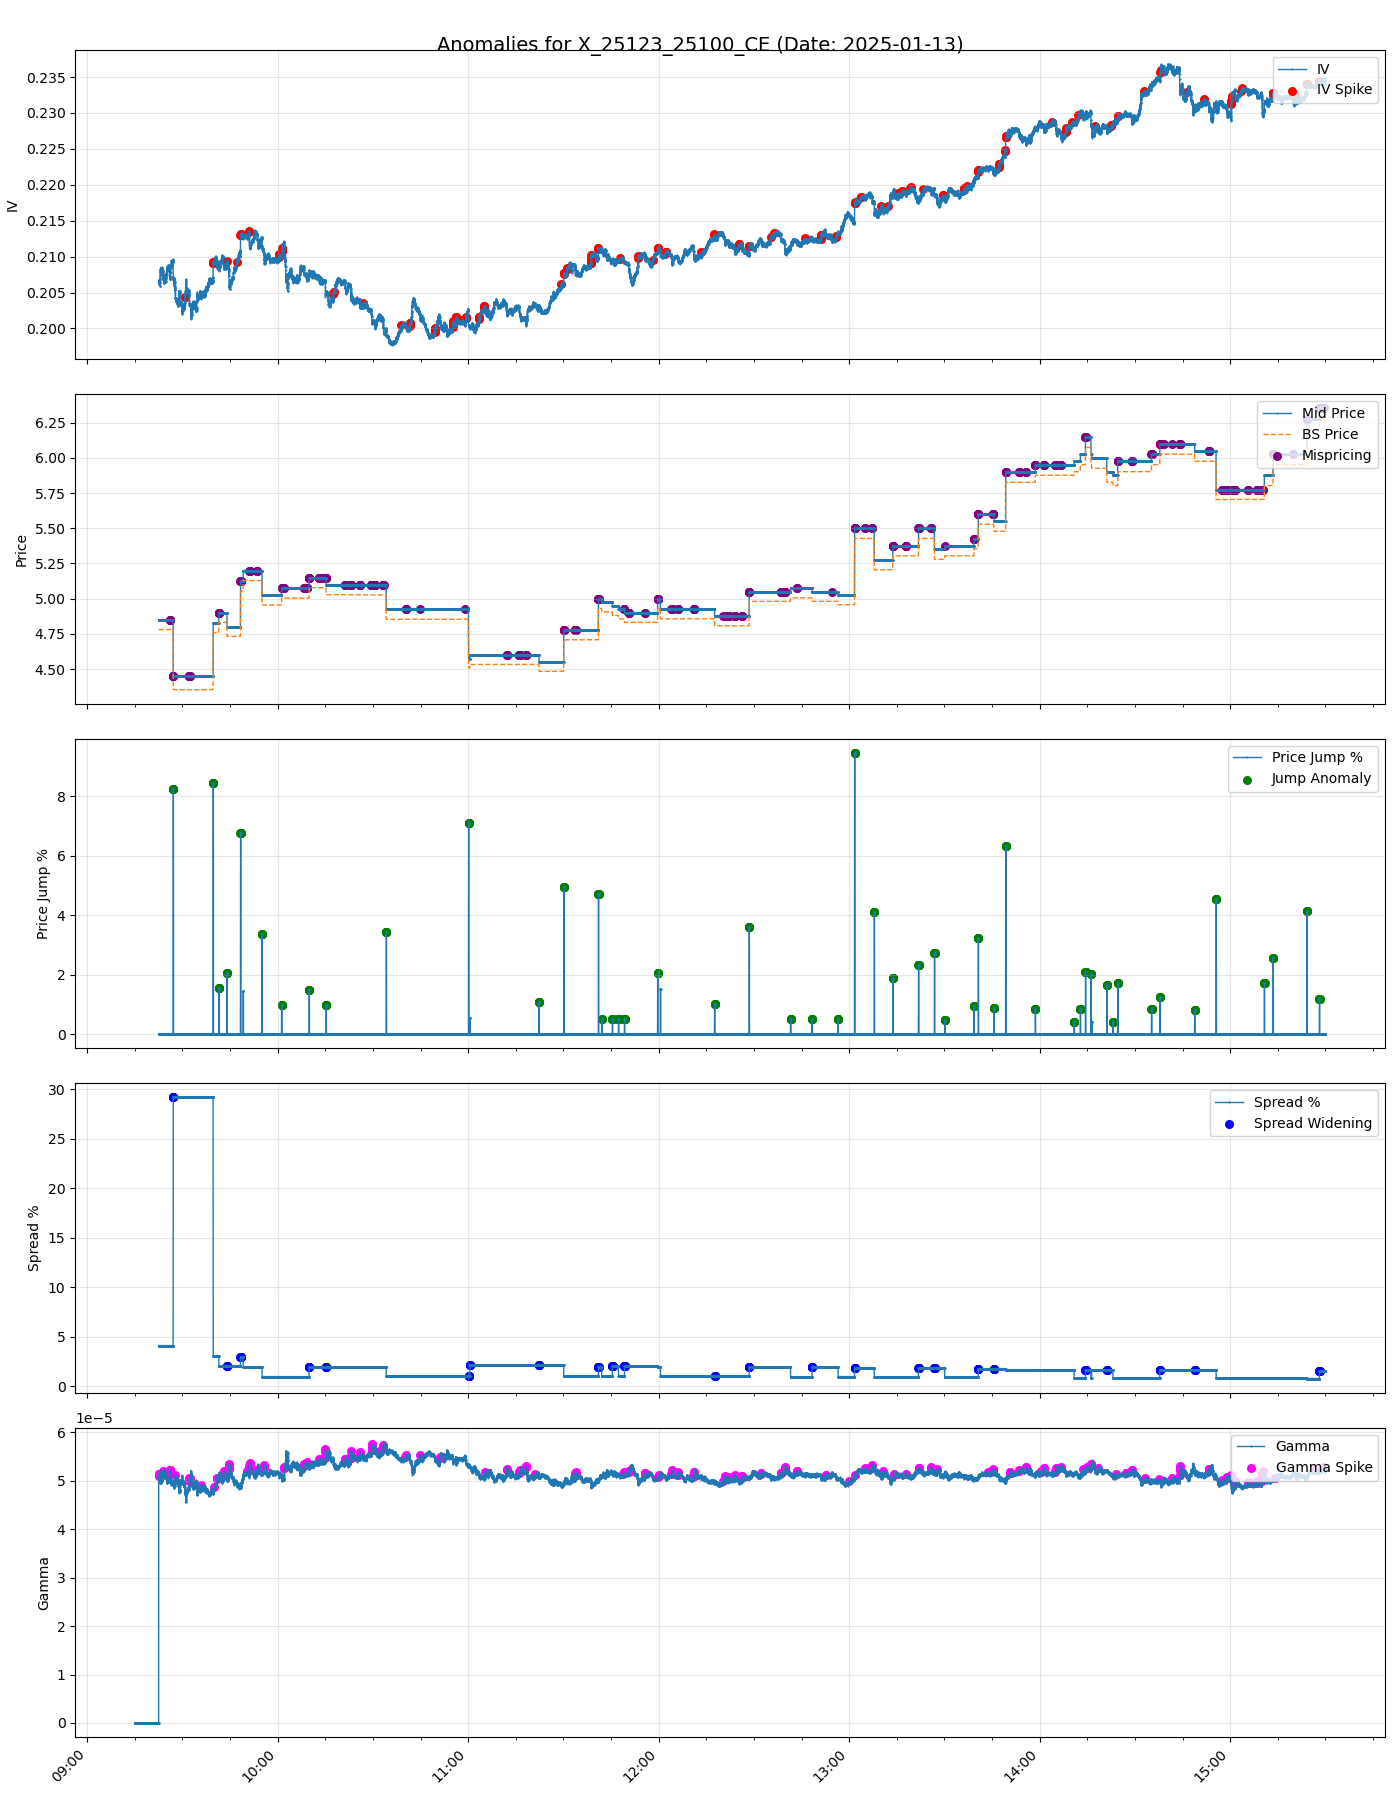 Anomalies for X_25123_25100_CE (Date: 2025-01-13)
IV
IV Spike
0.235
0.230
0.225
0.220
0.215
0.210
0.205
0.200
IV
Mid Price
BS Price
Mispricing
6.25
6.00
5.75
5.50
5.25
5.00
4.75
4.50
Price
Price Jump %
Jump Anomaly
8
6
4
2
0
Price Jump %
Spread %
Spread Widening
30
25
20
15
10
5
0
Spread %
1e−5
Gamma
Gamma Spike
6
5
4
3
2
1
0
Gamma
09:00
10:00
11:00
12:00
13:00
14:00
15:00